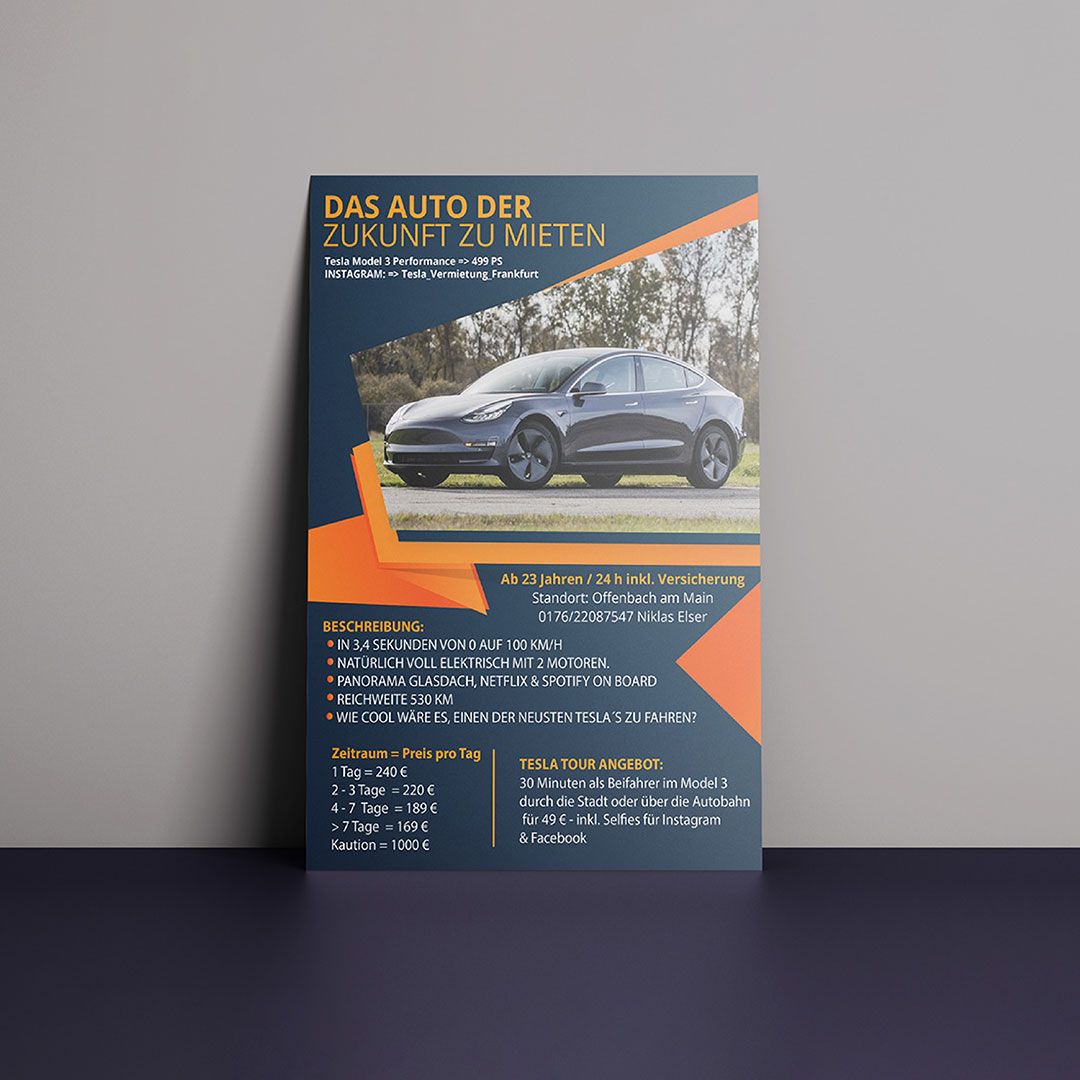 DAS AUTO DER
ZUKUNFT ZU MIETEN
Tesla Model 3 Performance => 499 PS
INSTAGRAM: => Tesla_Vermietung_Frankfurt
Ab 23 Jahren / 24 h inkl. Versicherung
Standort: Offenbach am Main
0176/22087547 Niklas Elser
BESCHREIBUNG:
• IN 3,4 SEKUNDEN VON 0 AUF 100 KM/H
• NATÜRLICH VOLL ELEKTRISCH MIT 2 MOTOREN.
• PANORAMA GLASDACH, NETFLIX & SPOTIFY ON BOARD
• REICHWEITE 530 KM
• WIE COOL WÄRE ES, EINEN DER NEUSTEN TESLA´S ZU FAHREN?
Zeitraum = Preis pro Tag
1 Tag = 240 €
2 - 3 Tage = 220 €
4 - 7 Tage = 189 €
> 7 Tage = 169 €
Kaution = 1000 €
TESLA TOUR ANGEBOT:
30 Minuten als Beifahrer im Model 3
durch die Stadt oder über die Autobahn
für 49 € - inkl. Selfies für Instagram
& Facebook